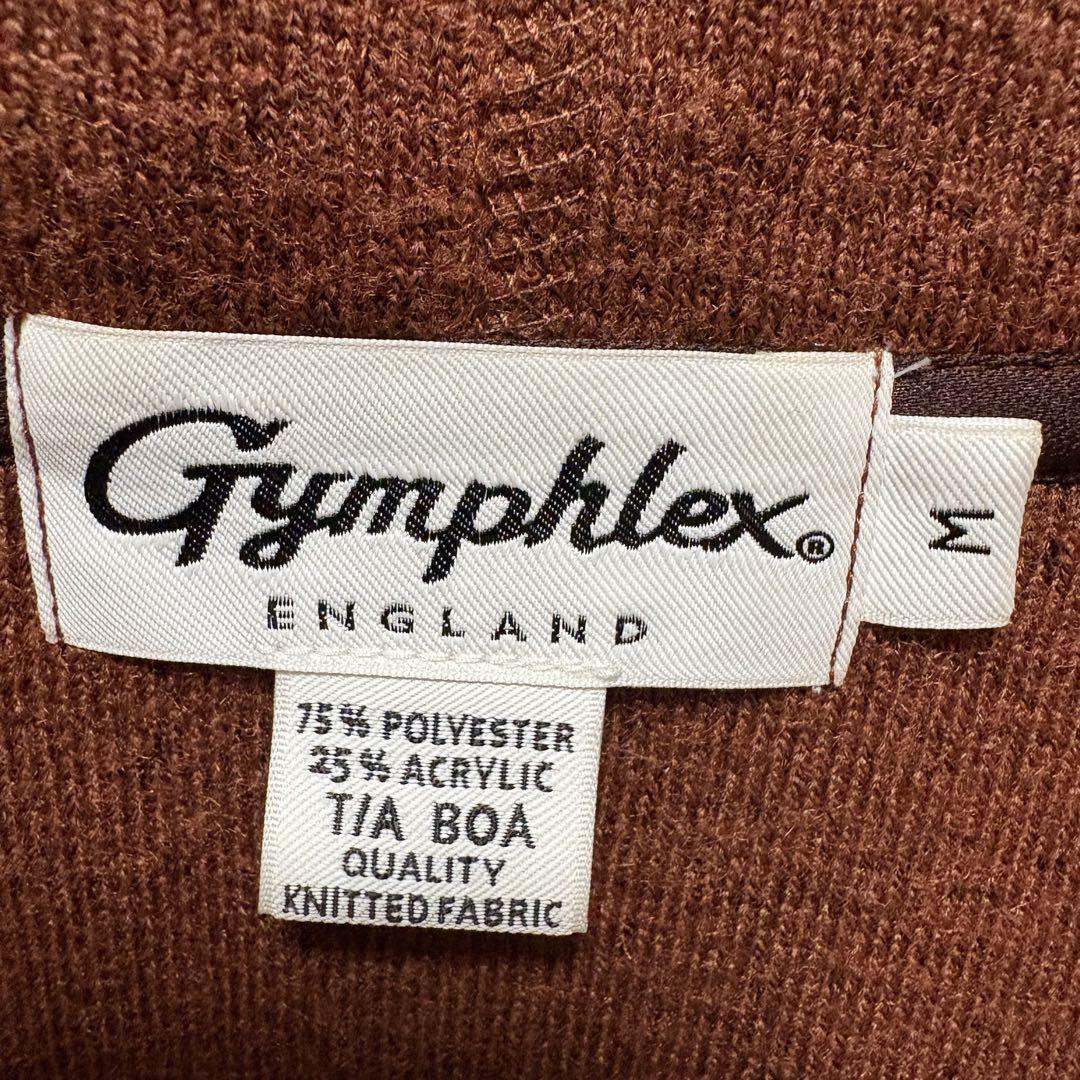 Gymphlex®
ENGLAND
M
75% POLYESTER
25% ACRYLIC
T/A BOA
QUALITY
KNITTED FABRIC